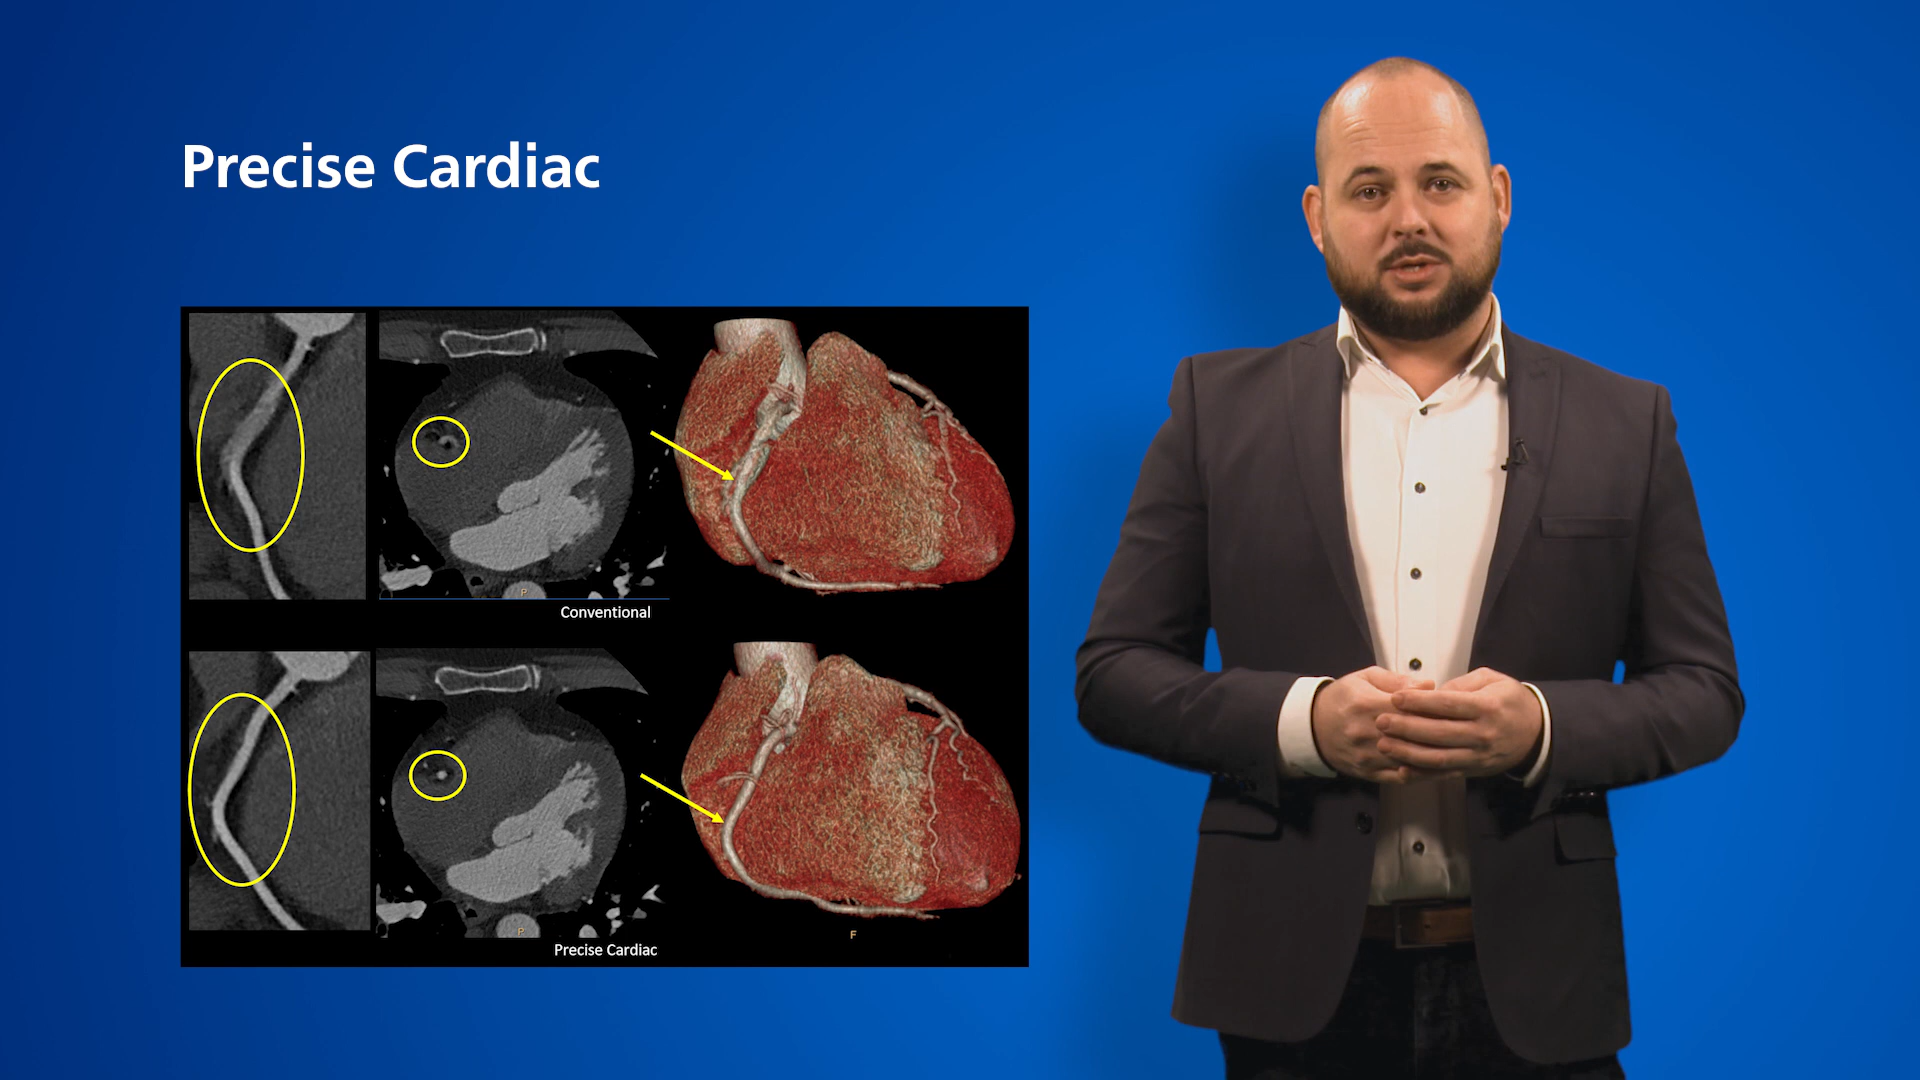 Precise Cardiac
P
Conventional
P
F
Precise Cardiac